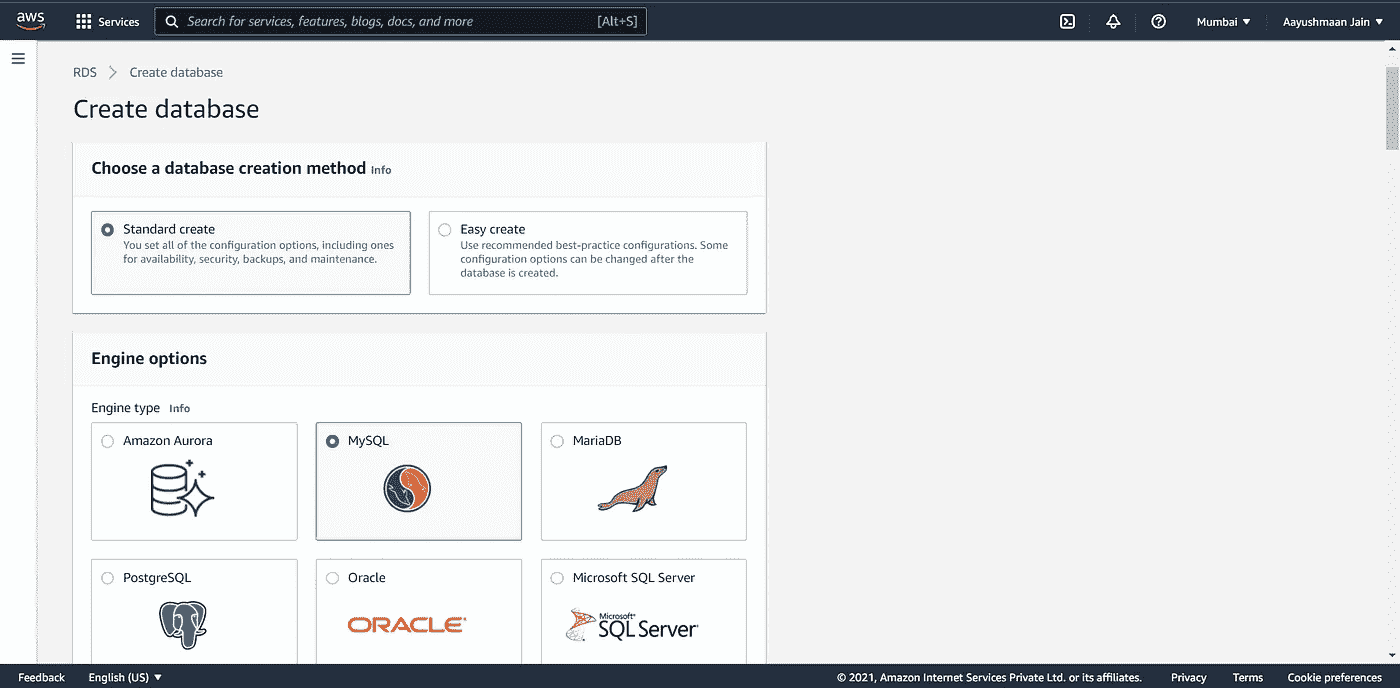 aws Services Search for services, features, blogs, docs, and more [Alt+S] Mumbai ▼ Aayushmaan Jain ▼
RDS > Create database
Create database
Choose a database creation method Info
Standard create
You set all of the configuration options, including ones
for availability, security, backups, and maintenance.
Easy create
Use recommended best-practice configurations. Some
configuration options can be changed after the
database is created.
Engine options
Engine type Info
Amazon Aurora
MySQL
MariaDB
PostgreSQL
Oracle
ORACLE
Microsoft SQL Server
Microsoft
SQL Server
Feedback English (US) ▼ © 2021, Amazon Internet Services Private Ltd. or its affiliates. Privacy Terms Cookie preferences